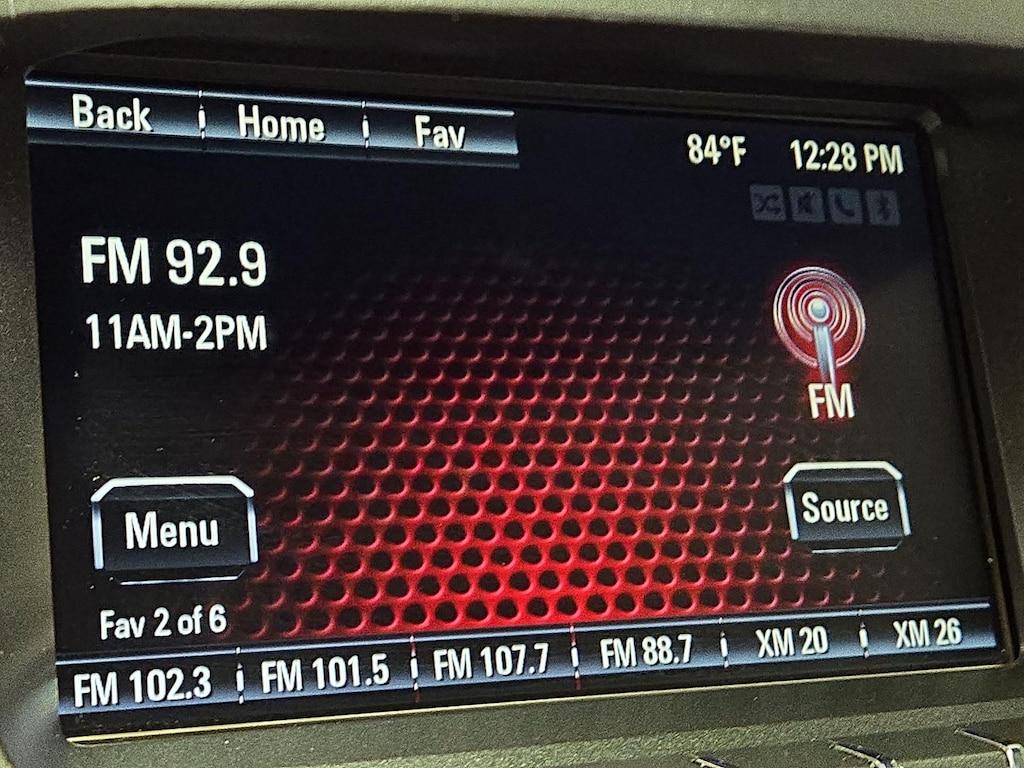 Back Home Fav
84°F 12:28 PM
FM 92.9
11AM-2PM
FM
Menu
Source
Fav 2 of 6
FM 102.3 FM 101.5 FM 107.7 FM 88.7 XM 20 XM 26